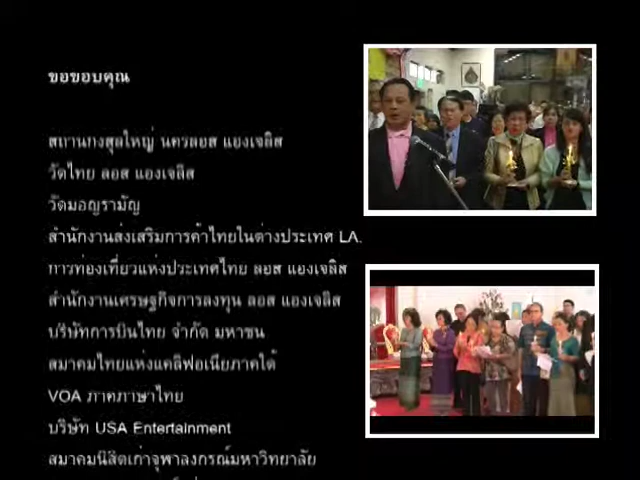 ขอขอบคุณ
สถานกงสุลใหญ่ นครลอส แองเจลิส
วัดไทย ลอส แองเจลิส
วัดมอญรามัญ
สำนักงานส่งเสริมการค้าไทยในต่างประเทศ LA.
การท่องเที่ยวแห่งประเทศไทย ลอส แองเจลิส
สำนักงานเศรษฐกิจการลงทุน ลอส แองเจลิส
บริษัทการบินไทย จำกัด มหาชน
สมาคมไทยแห่งแคลิฟอเนียภาคใต้
VOA ภาคภาษาไทย
บริษัท USA Entertainment
สมาคมนิสิตเก่าจุฬาลงกรณ์มหาวิทยาลัย